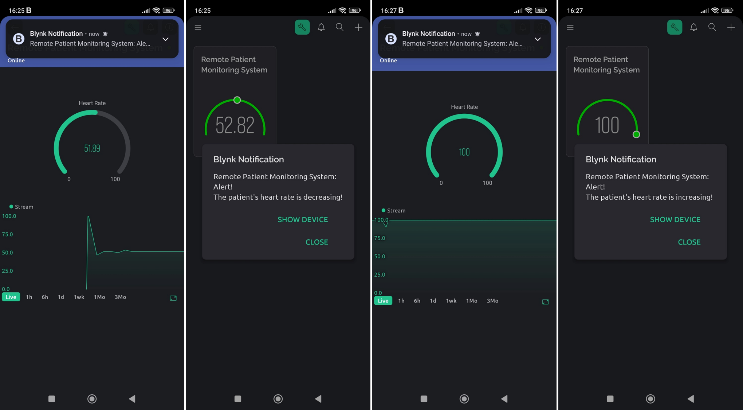 16:25 B
Blynk Notification • now
Remote Patient Monitoring System: Ale...
Online
Heart Rate
51.89
0 100
Stream
100.0
75.0
50.0
25.0
0.0
Live 1h 6h 1d 1wk 1Mo 3Mo
16:25
Remote Patient
Monitoring System
52.82
Blynk Notification
Remote Patient Monitoring System:
Alert!
The patient's heart rate is decreasing!
SHOW DEVICE
CLOSE
16:27 B
Blynk Notification • now
Remote Patient Monitoring System: Ale...
Online
Heart Rate
100
0 100
Stream
100.0
75.0
50.0
25.0
0.0
Live 1h 6h 1d 1wk 1Mo 3Mo
16:27
Remote Patient
Monitoring System
100
Blynk Notification
Remote Patient Monitoring System:
Alert!
The patient's heart rate is increasing!
SHOW DEVICE
CLOSE